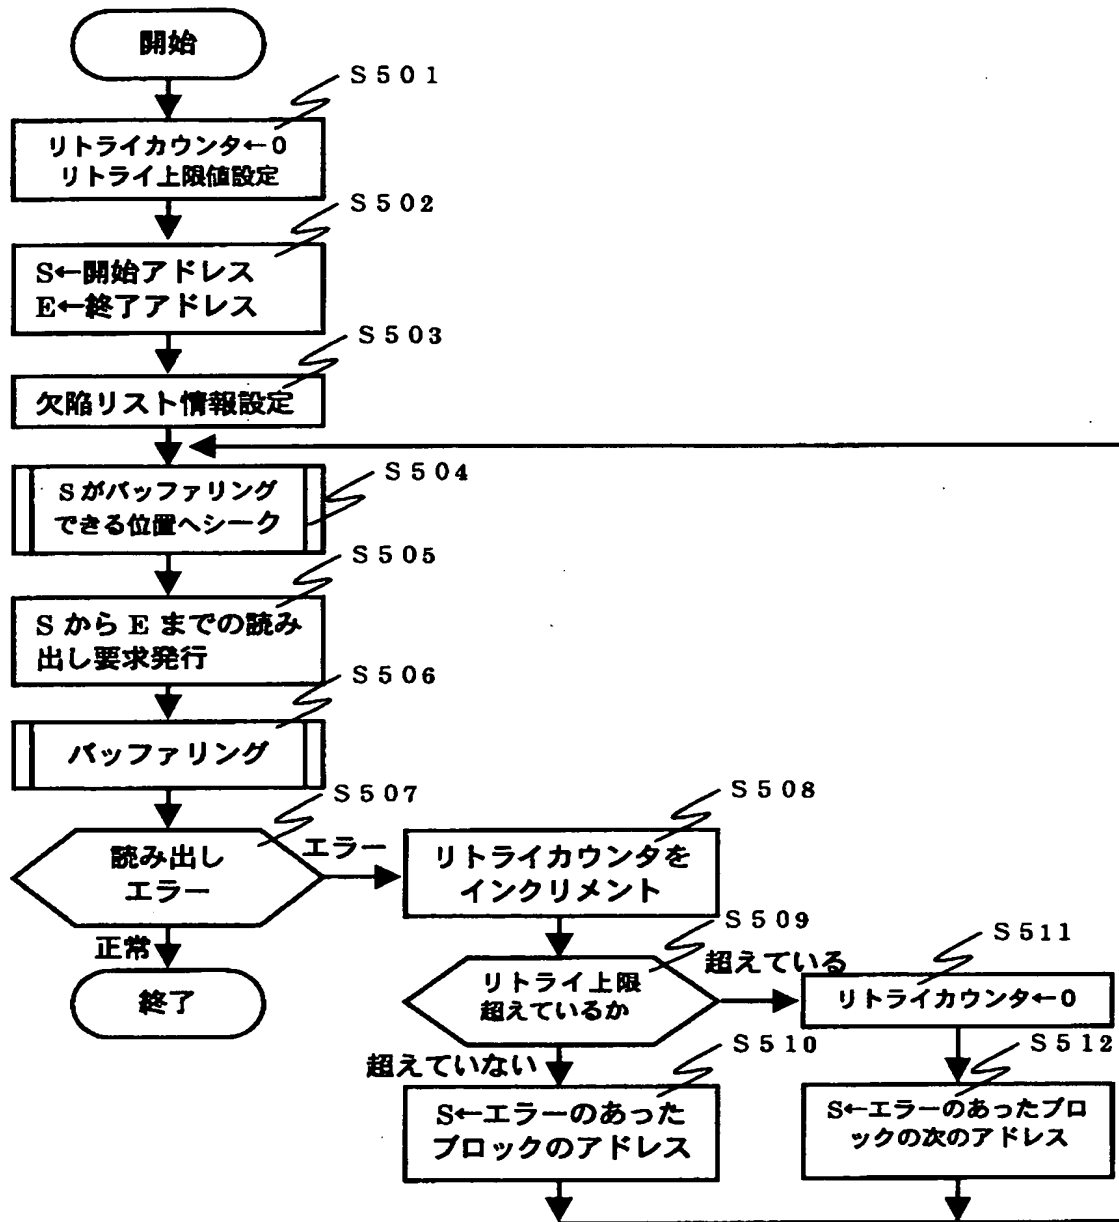 開始
S501
リトライカウンタ←0
リトライ上限値設定
S502
S←開始アドレス
E←終了アドレス
S503
欠陥リスト情報設定
S504
Sがバッファリング
できる位置へシーク
S505
S から E までの読み
出し要求発行
S506
バッファリング
S507
読み出し
エラー
エラー
正常
終了
S508
リトライカウンタを
インクリメント
S509
リトライ上限
超えているか
超えている
超えていない
S510
S←エラーのあった
ブロックのアドレス
S511
リトライカウンタ←0
S512
S←エラーのあったブロ
ックの次のアドレス